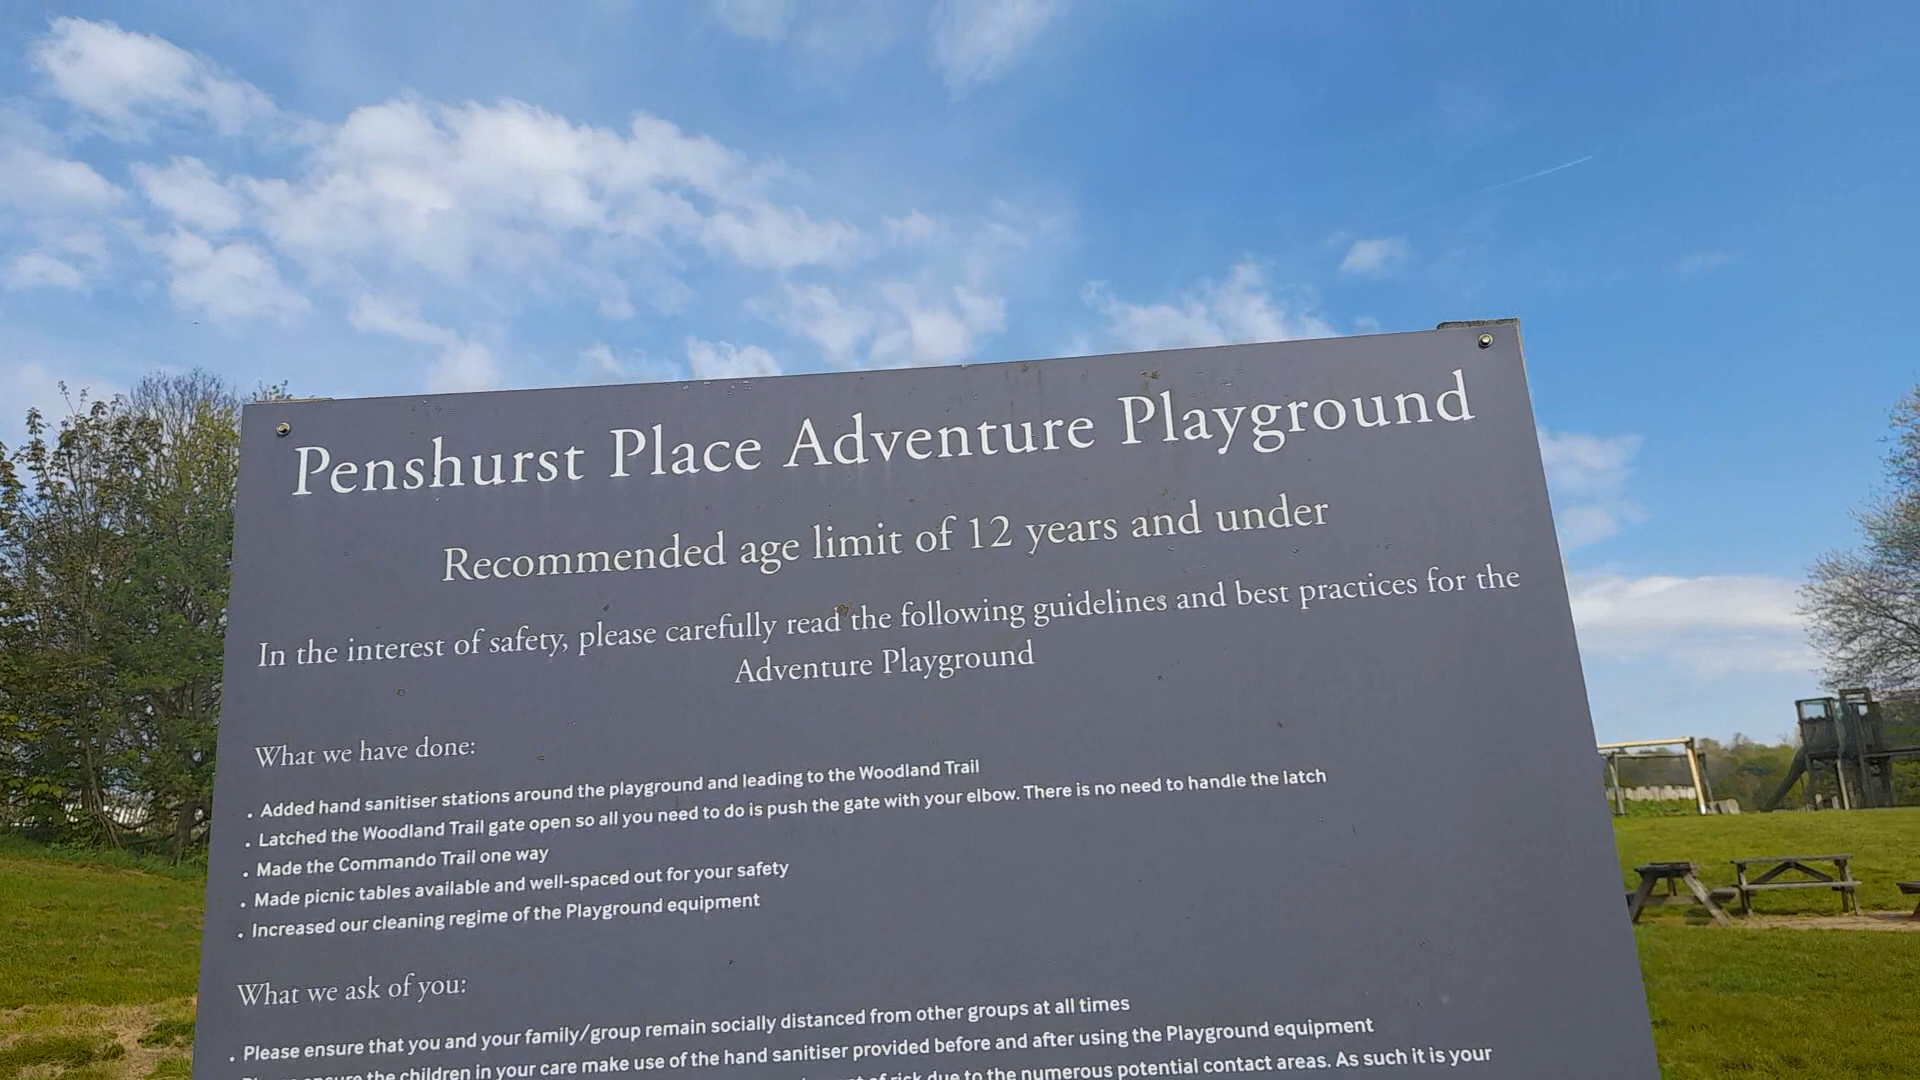 Penshurst Place Adventure Playground
Recommended age limit of 12 years and under
In the interest of safety, please carefully read the following guidelines and best practices for the
Adventure Playground
What we have done:
• Added hand sanitiser stations around the playground and leading to the Woodland Trail
• Latched the Woodland Trail gate open so all you need to do is push the gate with your elbow. There is no need to handle the latch
• Made the Commando Trail one way
• Made picnic tables available and well-spaced out for your safety
• Increased our cleaning regime of the Playground equipment
What we ask of you:
• Please ensure that you and your family/group remain socially distanced from other groups at all times
ensure the children in your care make use of the hand sanitiser provided before and after using the Playground equipment
of risk due to the numerous potential contact areas. As such it is your